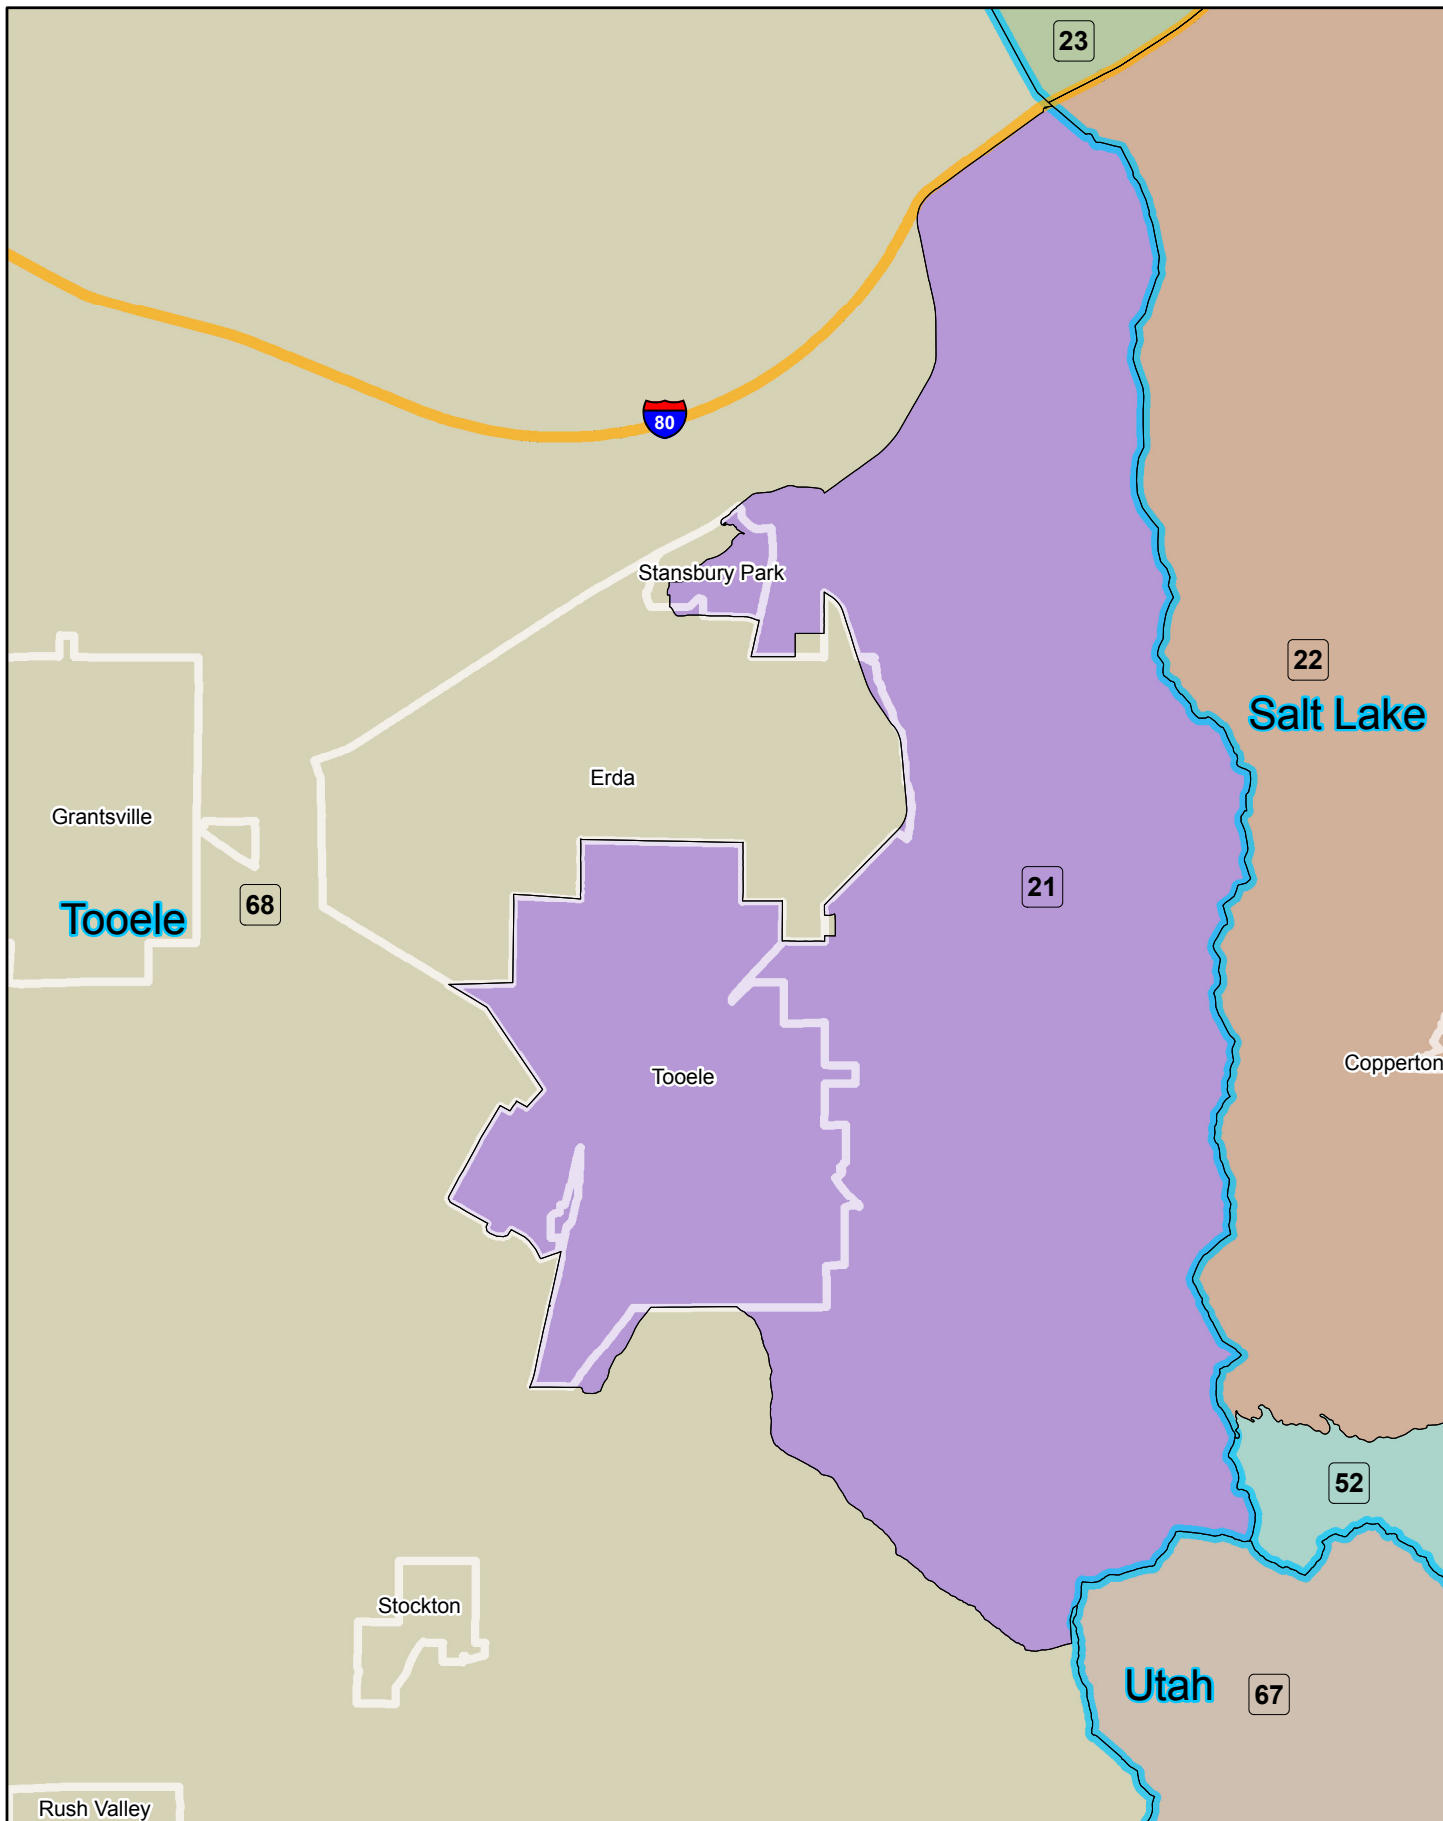 23
80
Stansbury Park
22
Salt Lake
Erda
Grantsville
21
68
Tooele
Copperton
Tooele
52
Stockton
Utah
67
Rush Valley